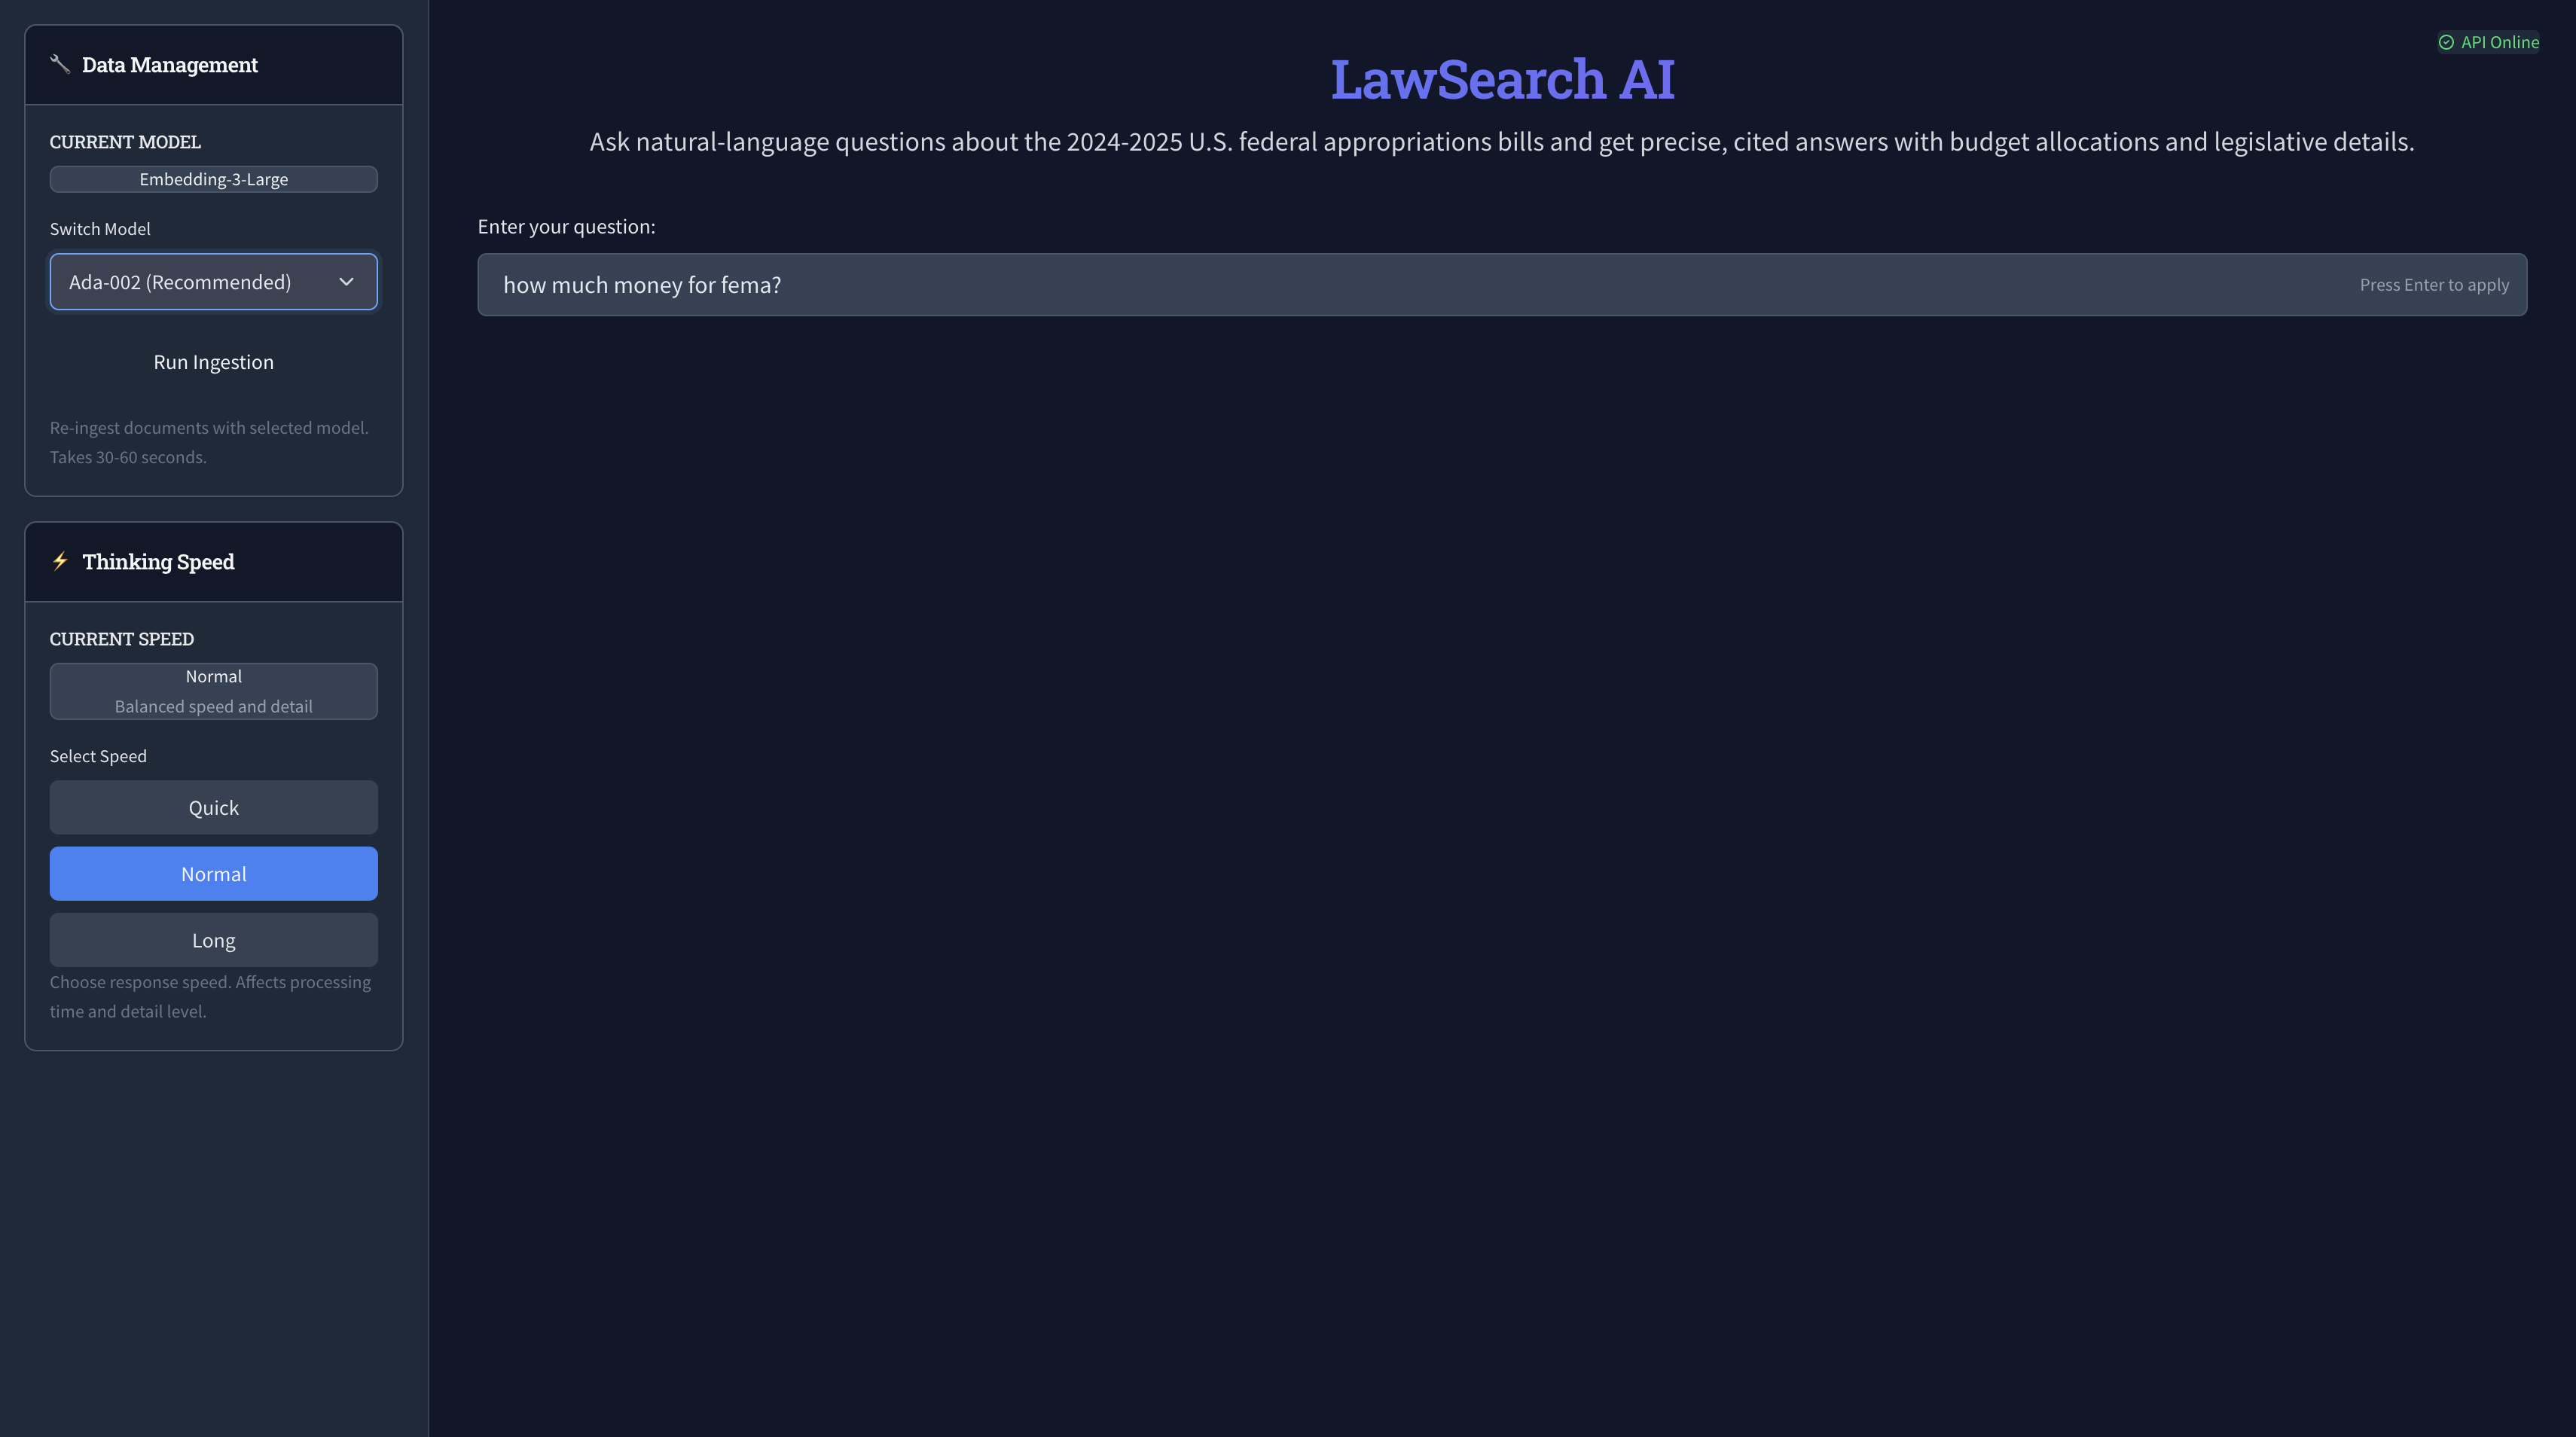 Data Management
CURRENT MODEL
Embedding-3-Large
Switch Model
Ada-002 (Recommended)
Run Ingestion
Re-ingest documents with selected model.
Takes 30-60 seconds.
Thinking Speed
CURRENT SPEED
Normal
Balanced speed and detail
Select Speed
Quick
Normal
Long
Choose response speed. Affects processing
time and detail level.
API Online
LawSearch AI
Ask natural-language questions about the 2024-2025 U.S. federal appropriations bills and get precise, cited answers with budget allocations and legislative details.
Enter your question:
how much money for fema?
Press Enter to apply